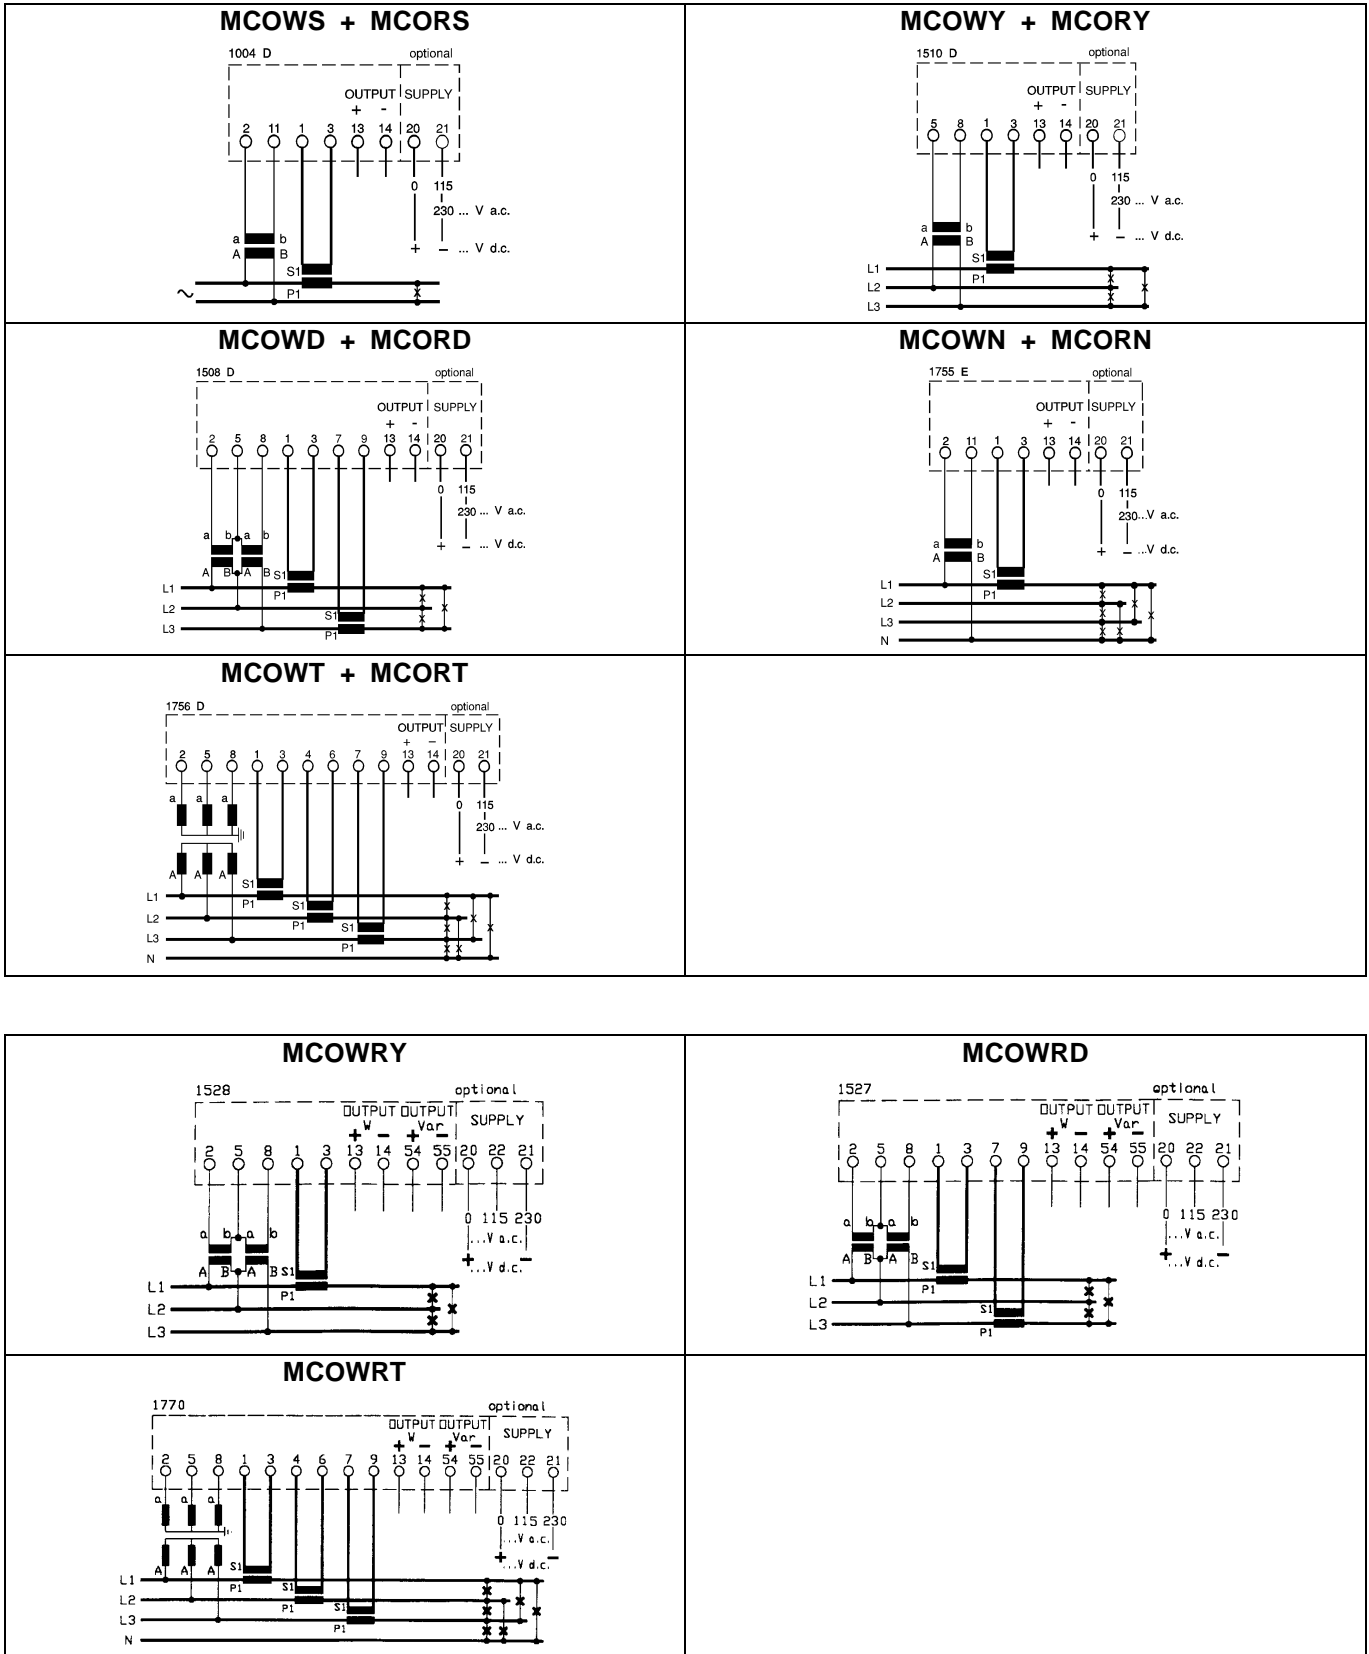 MCOWS + MCORS
1004 D optional
OUTPUT SUPPLY
+ -
2 11 1 3 13 14 20 21
0 115
230 ... V a.c.
a b
A B + − ... V d.c.
S1
P1
~
MCOWY + MCORY
1510 D optional
OUTPUT SUPPLY
+ -
5 8 1 3 13 14 20 21
0 115
230 ... V a.c.
a b
A B + − ... V d.c.
S1
L1 P1
L2
L3
MCOWD + MCORD
1508 D optional
OUTPUT SUPPLY
+ -
2 5 8 1 3 7 9 13 14 20 21
0 115
230 ... V a.c.
a b a b
+ − ... V d.c.
A B A B S1
L1 P1
L2 S1
L3 P1
MCOWN + MCORN
1755 E optional
OUTPUT SUPPLY
+ -
2 11 1 3 13 14 20 21
0 115
230...V a.c.
a b
A B + − ...V d.c.
S1
L1 P1
L2
L3
N
MCOWT + MCORT
1756 D optional
OUTPUT SUPPLY
+ −
2 5 8 1 3 4 6 7 9 13 14 20 21
a a a 0 115
230 ... V a.c.
+ − ... V d.c.
A A A S1
L1 P1 S1
L2 P1 S1
L3 P1
N
MCOWRY
1528 optional
OUTPUT OUTPUT SUPPLY
+ W − + Var −
2 5 8 1 3 13 14 54 55 20 22 21
0 115 230
...V a.c.
a b a b
+ ...V d.c. −
A B A B S1
L1 P1
L2
L3
MCOWRD
1527 optional
OUTPUT OUTPUT SUPPLY
+ W − + Var −
2 5 8 1 3 7 9 13 14 54 55 20 22 21
0 115 230
...V a.c.
a b a b
+ ...V d.c. −
A B A B S1
L1 P1
L2 S1
L3 P1
MCOWRT
1770 optional
OUTPUT OUTPUT SUPPLY
+ W − + Var −
2 5 8 1 3 4 6 7 9 13 14 54 55 20 22 21
a a a
0 115 230
...V a.c.
+ ...V d.c. −
A A A S1
L1 P1 S1
L2 P1 S1
L3 P1
N